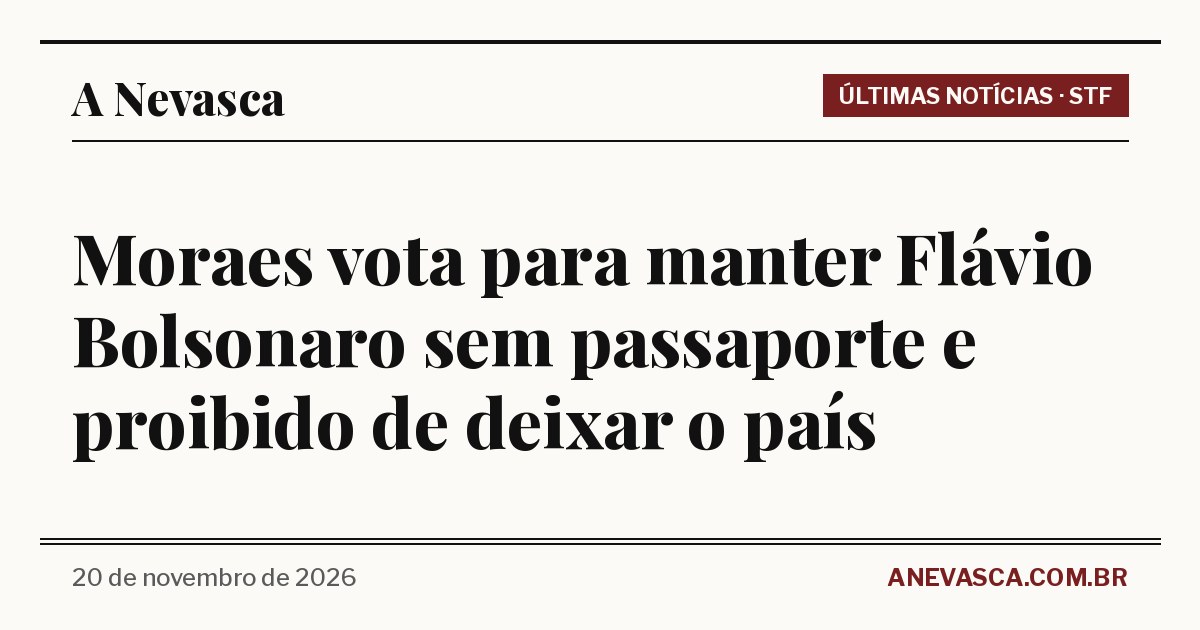 A Nevasca
ÚLTIMAS NOTÍCIAS · STF
Moraes vota para manter Flávio
Bolsonaro sem passaporte e
proibido de deixar o país
20 de novembro de 2026
ANEVASCA.COM.BR